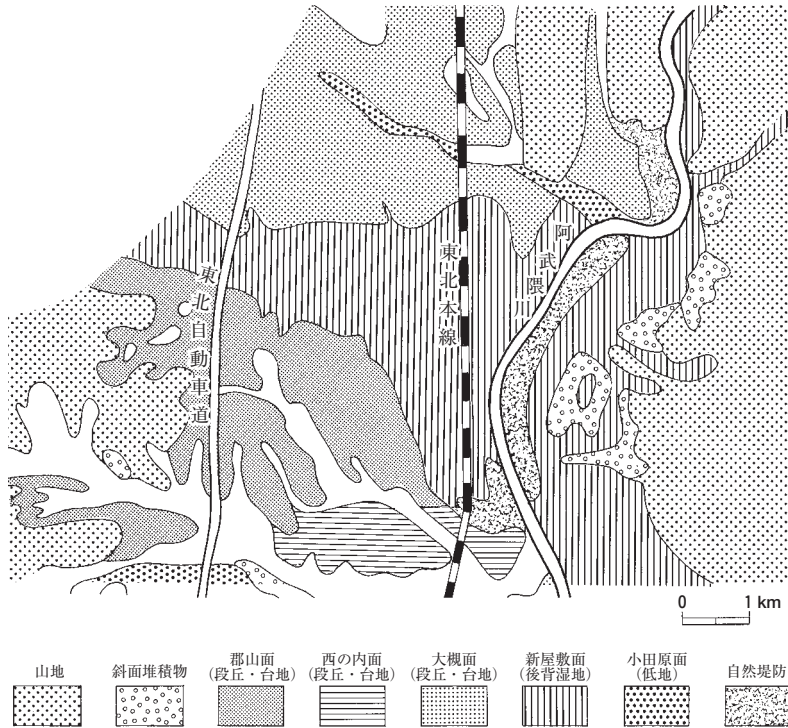 東北自動車道
東北本線
阿武隈川
0 1 km
山地
斜面堆積物
郡山面
(段丘・台地)
西の内面
(段丘・台地)
大槻面
(段丘・台地)
新屋敷面
(後背湿地)
小田原面
(低地)
自然堤防